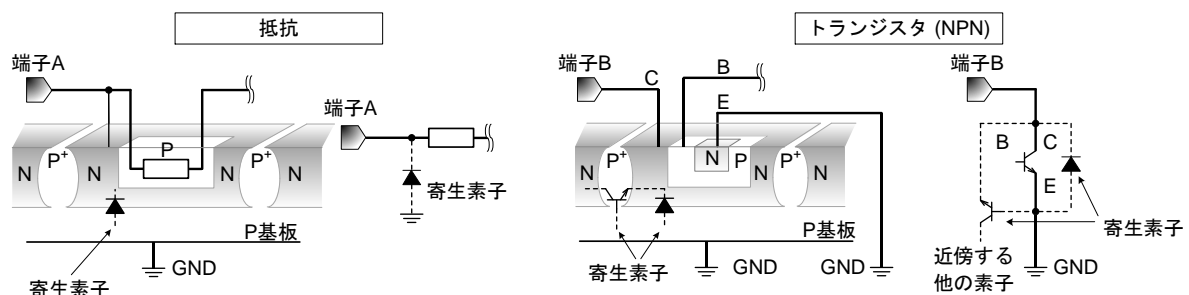 抵抗
端子A
端子A
P
N
P+
N
N
P+
N
寄生素子
P基板
GND
寄生素子
トランジスタ (NPN)
端子B
C
B
E
N
P+
N
N
P
P+
N
P基板
寄生素子
GND
GND
端子B
B
C
E
寄生素子
近傍する
他の素子
GND